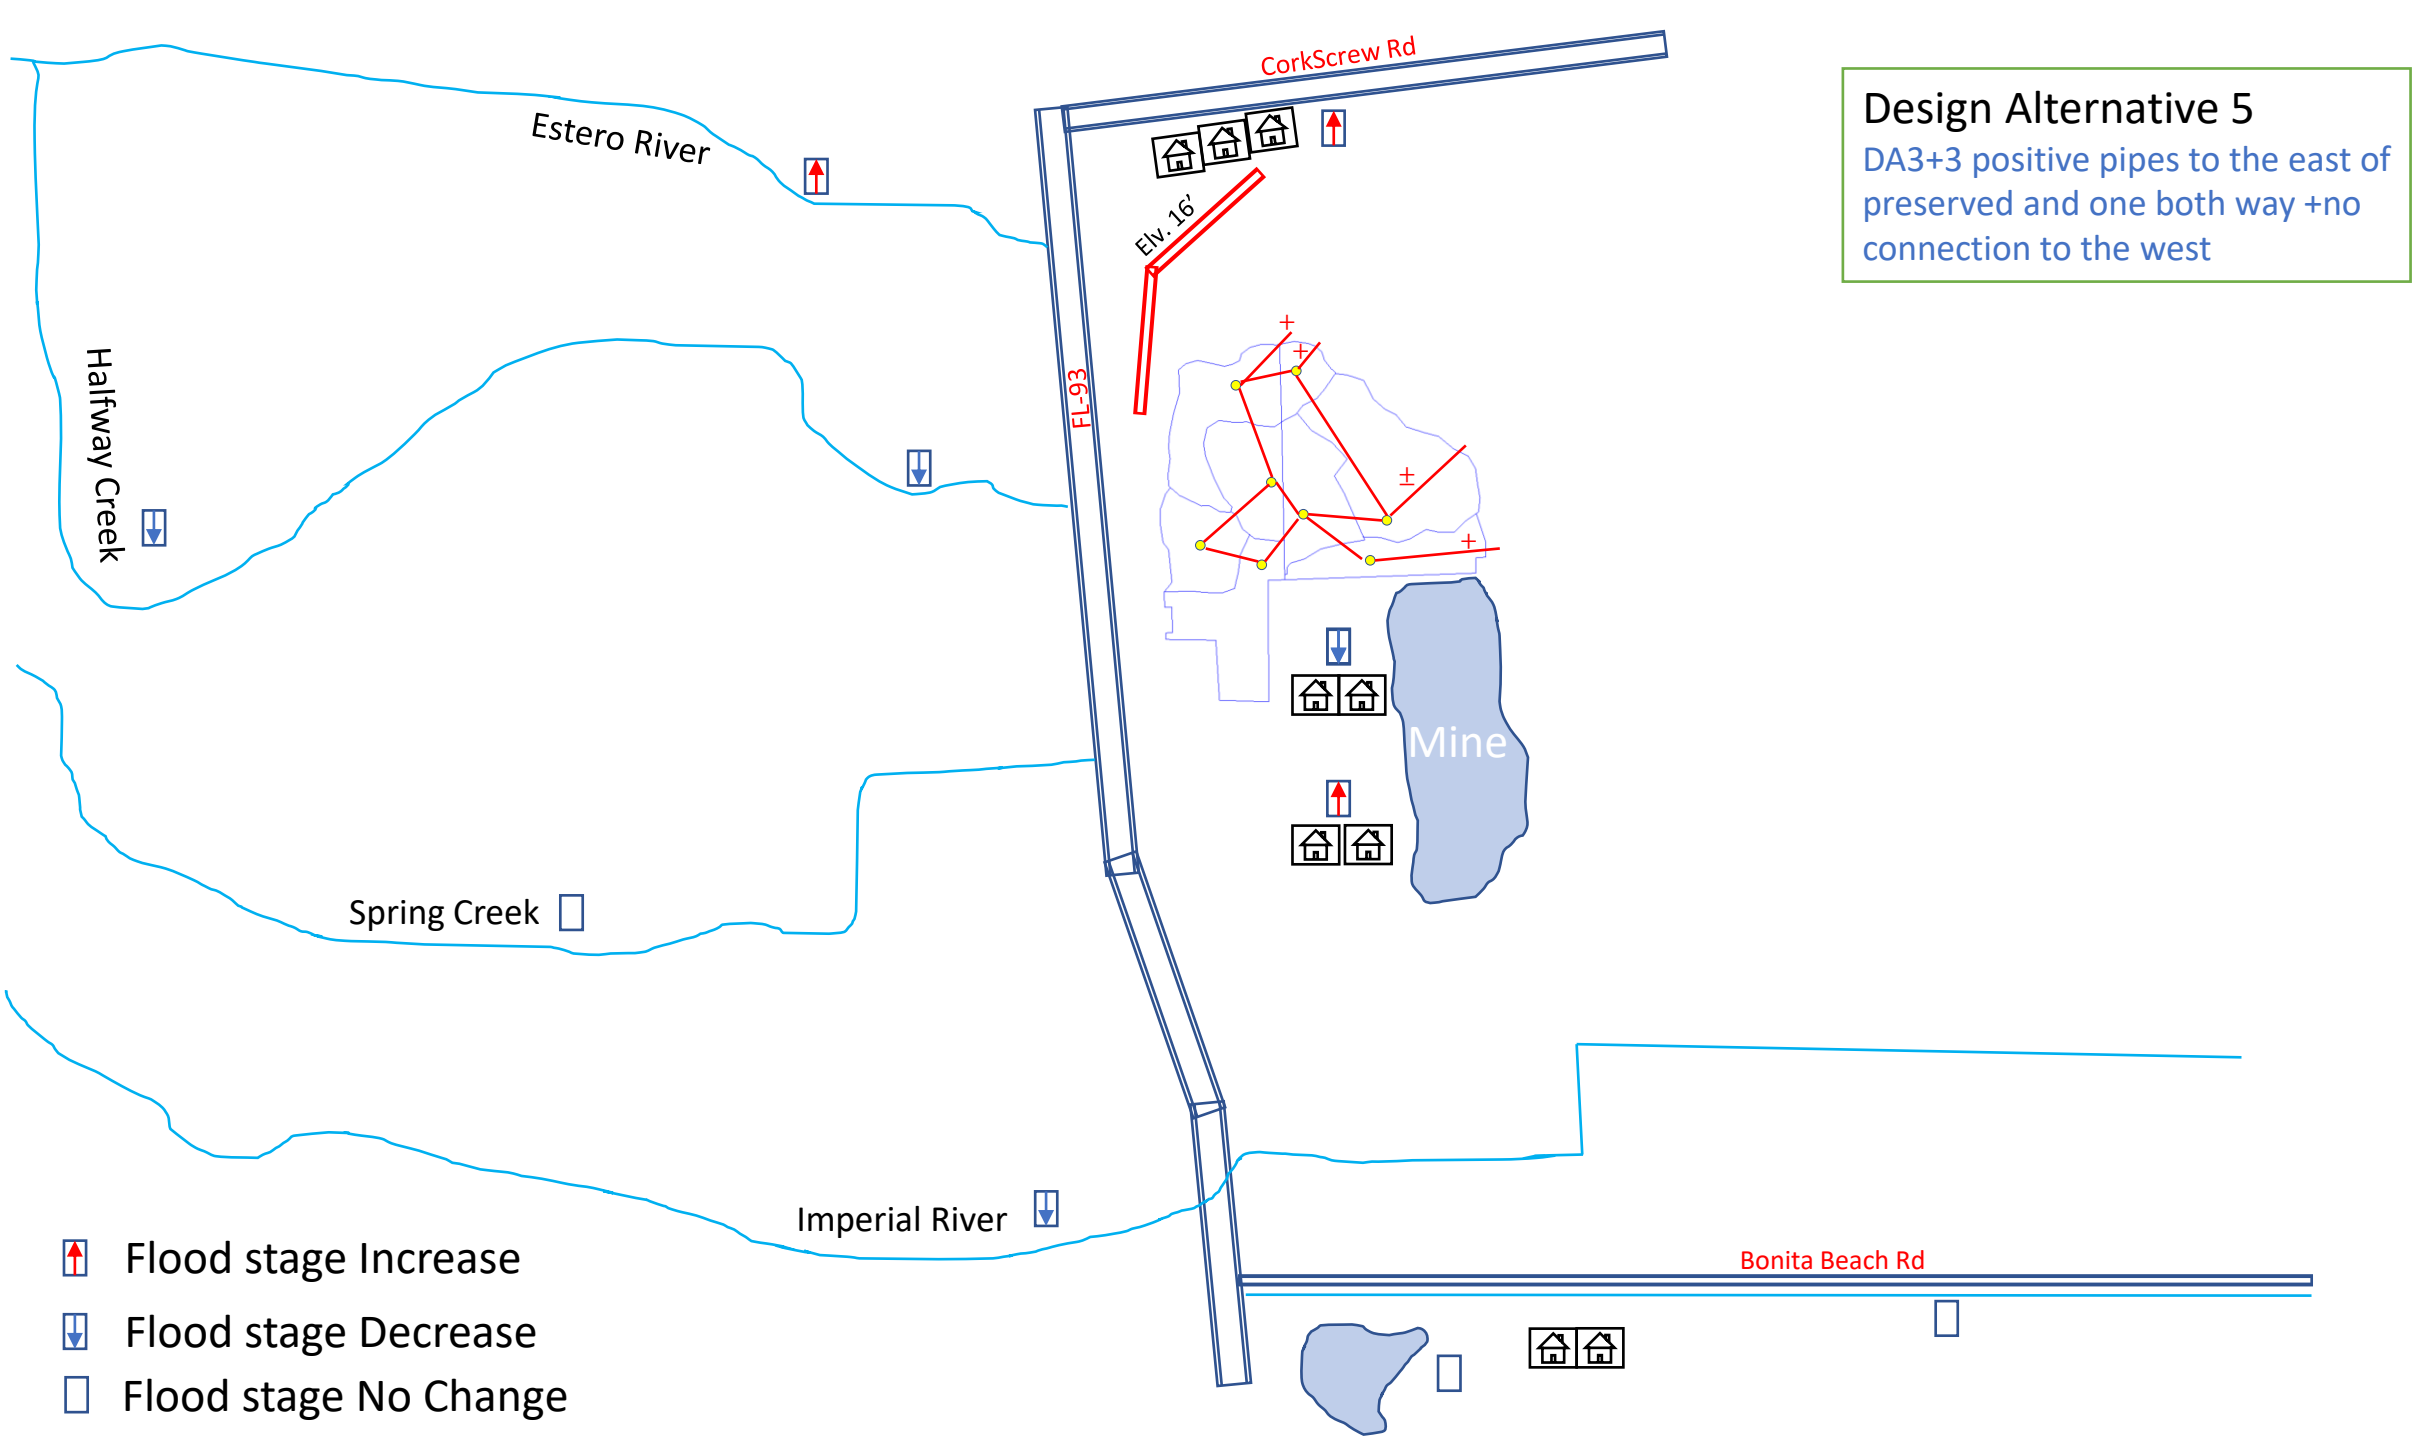 CorkScrew Rd
Design Alternative 5
DA3+3 positive pipes to the east of
preserved and one both way +no
connection to the west
Estero River
Elv. 16’
+
+
FL-93
Halfway Creek
±
+
Mine
Spring Creek
Imperial River
Bonita Beach Rd
Flood stage Increase
Flood stage Decrease
Flood stage No Change